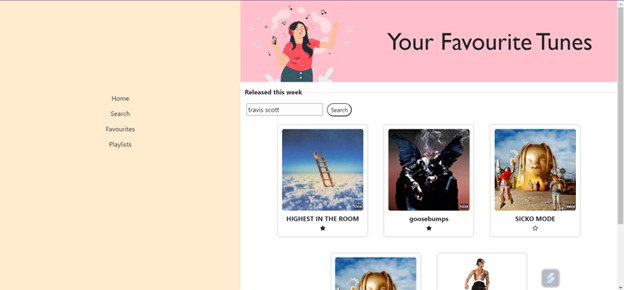 Your Favourite Tunes
Home
Search
Favourites
Playlists
Released this week
travis scott
Search
HIGHEST IN THE ROOM
goosebumps
SICKO MODE